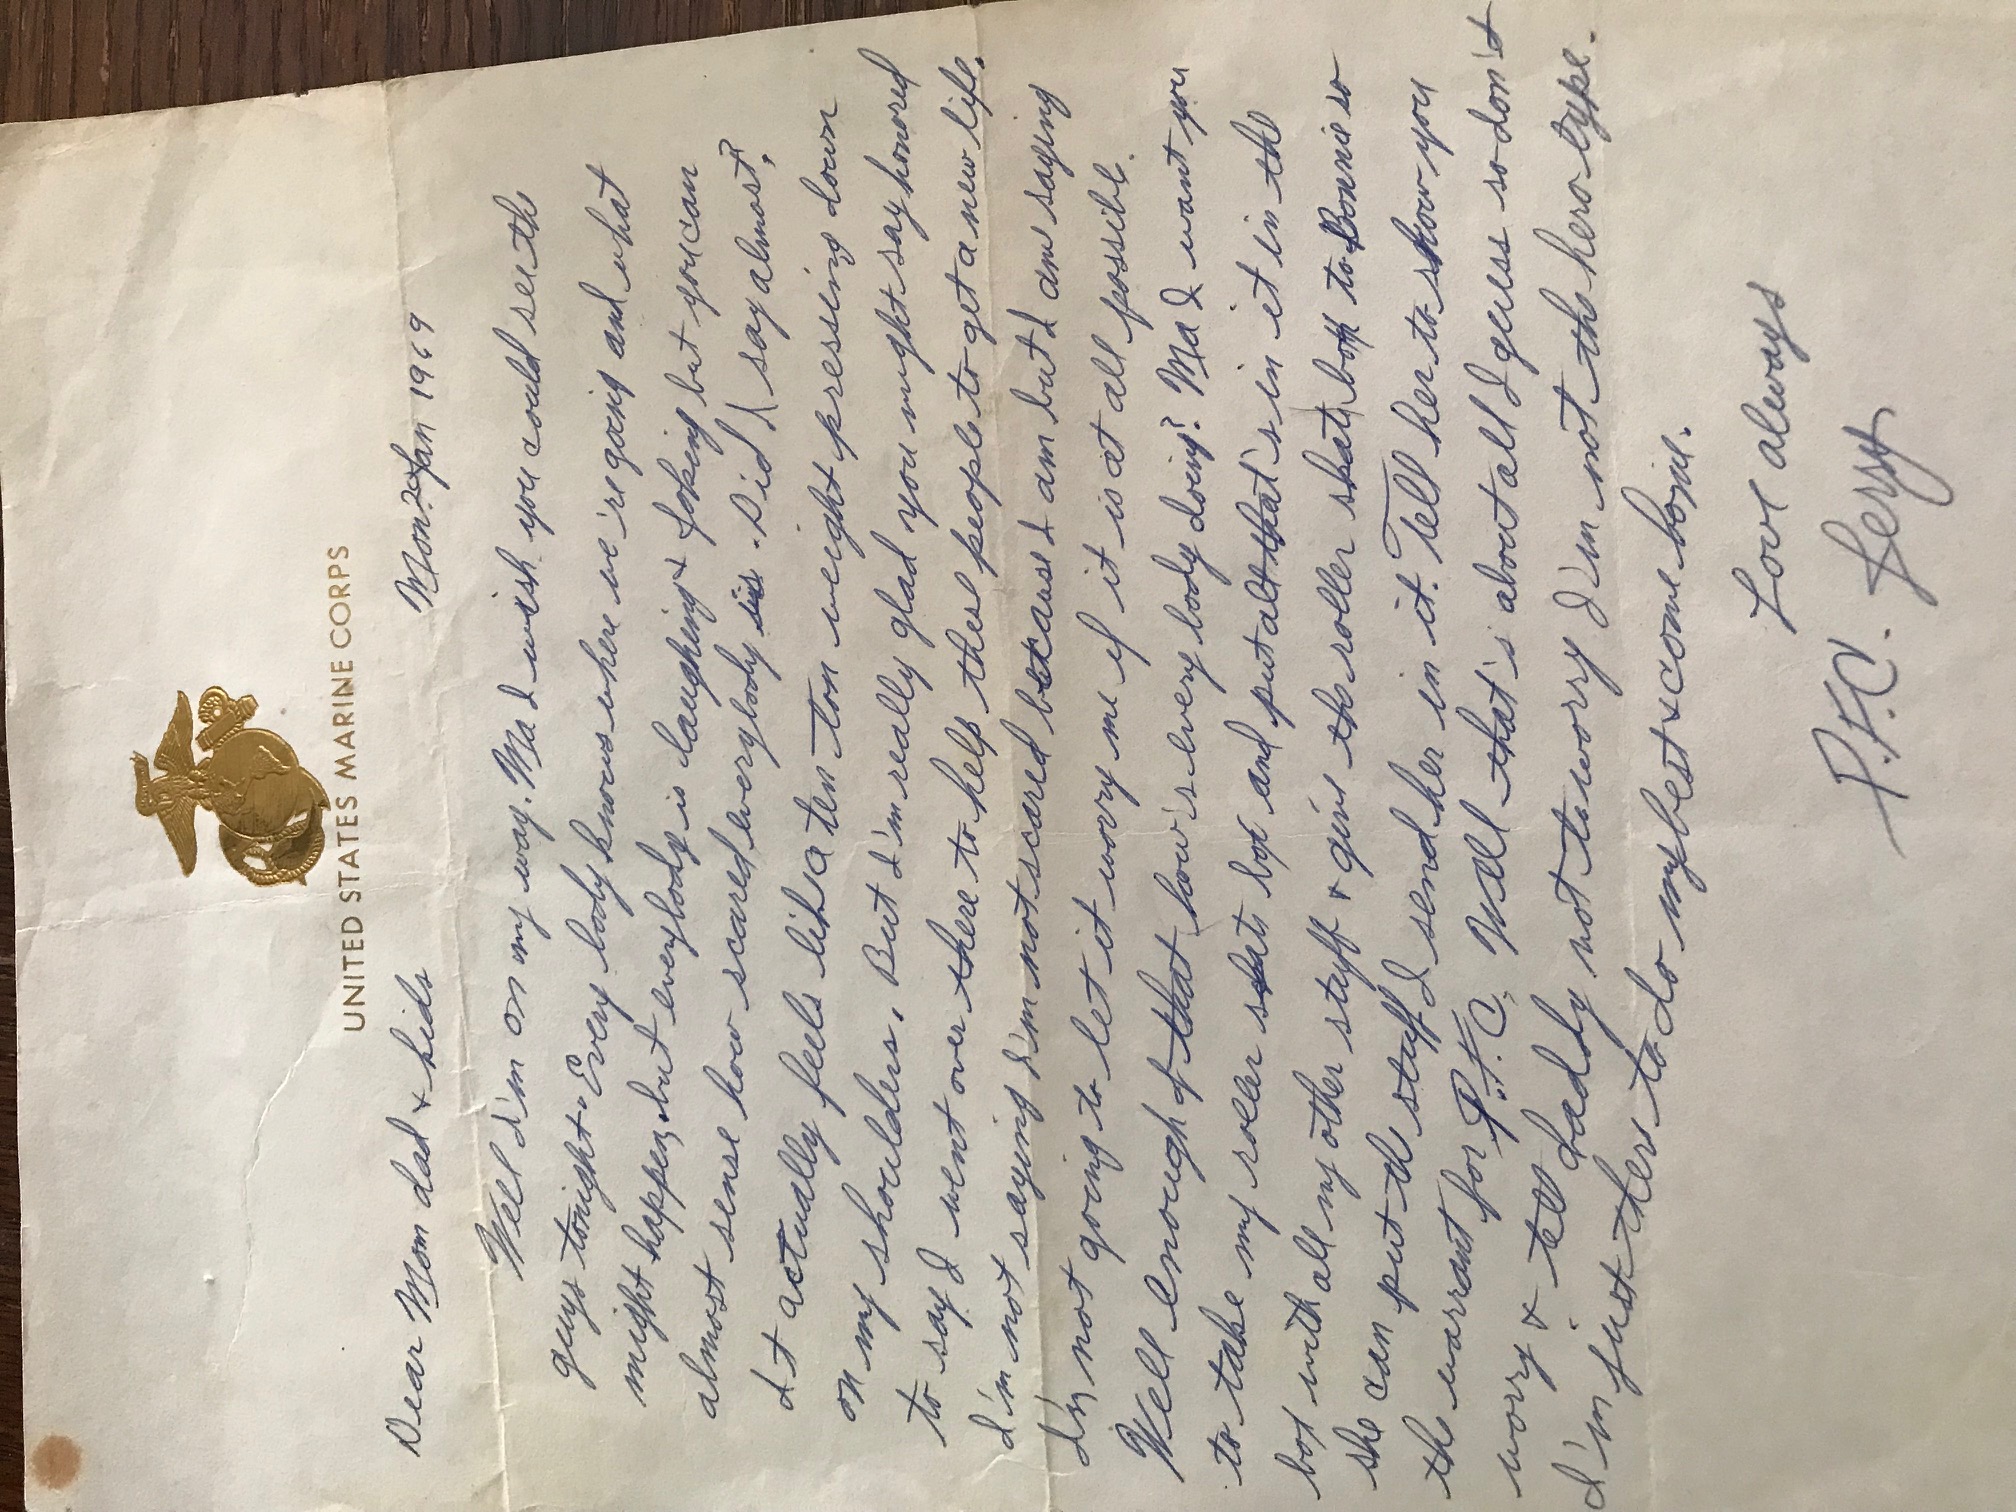 UNITED STATES MARINE CORPS
Dear Mom dad + kids
Mon. 20 Jan 1969
Well I'm on my way. Ma I wish you could see the
guys tonight. Every body knows where we're going and what
might happen, but everybody is laughing + joking but you can
almost sense how scared everybody is. Did I say almost?
It actually feels like a ten ton weight pressing down
on my shoulders. But I'm really glad you might say honored
to say I went over there to help these people to get a new life.
I'm not saying I'm not scared because I am but I am saying
I'm not going to let it worry me if it is at all possible.
Well enough of that how's every body doing? Ma I want you
to take my roller skate box and put all that's in it in the
box with all my other stuff + give the roller skate box to Bonnie so
she can put the stuff I send her in it. Tell her to show you
the warrant for P.F.C. Well that's about all I guess so don't
worry + tell daddy not to worry I'm not the hero type.
I'm just there to do my best + come home.
Love always
P.F.C. Jerry